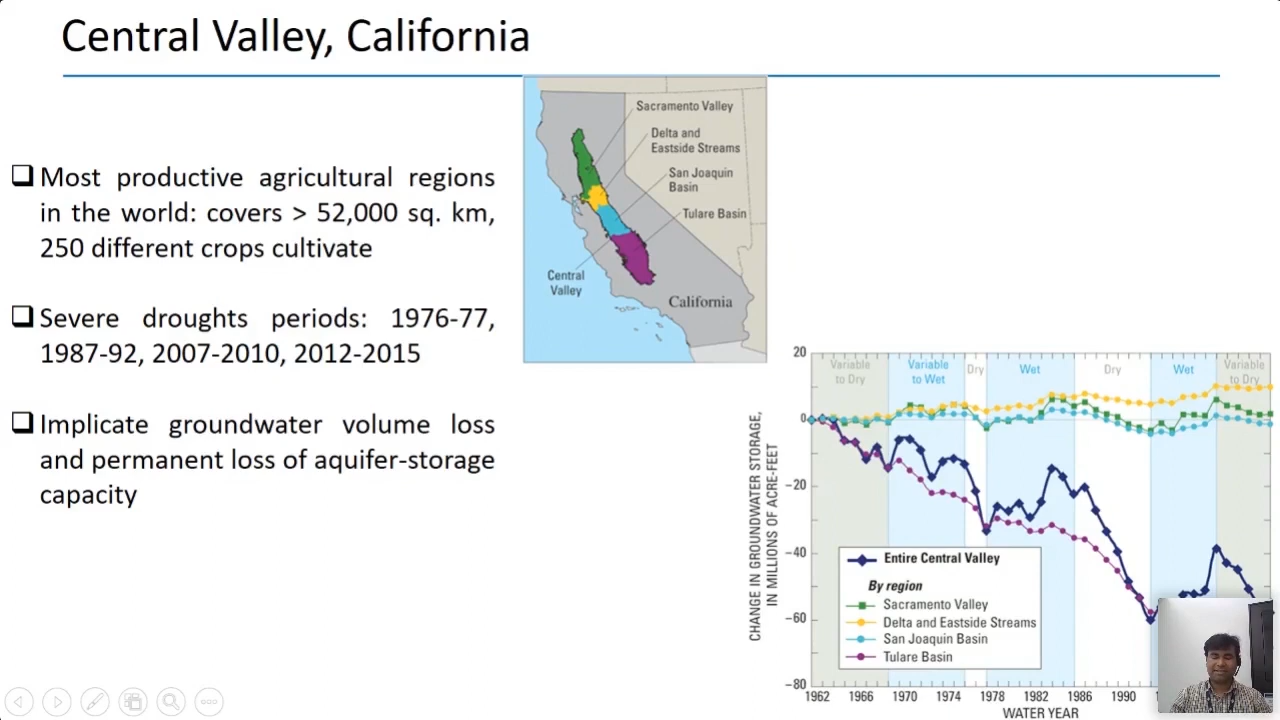 Central Valley, California
Most productive agricultural regions
in the world: covers > 52,000 sq. km,
250 different crops cultivate
Severe droughts periods: 1976-77,
1987-92, 2007-2010, 2012-2015
Implicate groundwater volume loss
and permanent loss of aquifer-storage
capacity
Sacramento Valley
Delta and
Eastside Streams
San Joaquin
Basin
Tulare Basin
Central
Valley
California
CHANGE IN GROUNDWATER STORAGE,
IN MILLIONS OF ACRE-FEET
20
0
−20
−40
−60
−80
Variable
to Dry
Variable
to Wet
Dry
Wet
Dry
Wet
Variable
to Dry
Entire Central Valley
By region
Sacramento Valley
Delta and Eastside Streams
San Joaquin Basin
Tulare Basin
1962 1966 1970 1974 1978 1982 1986 1990
WATER YEAR